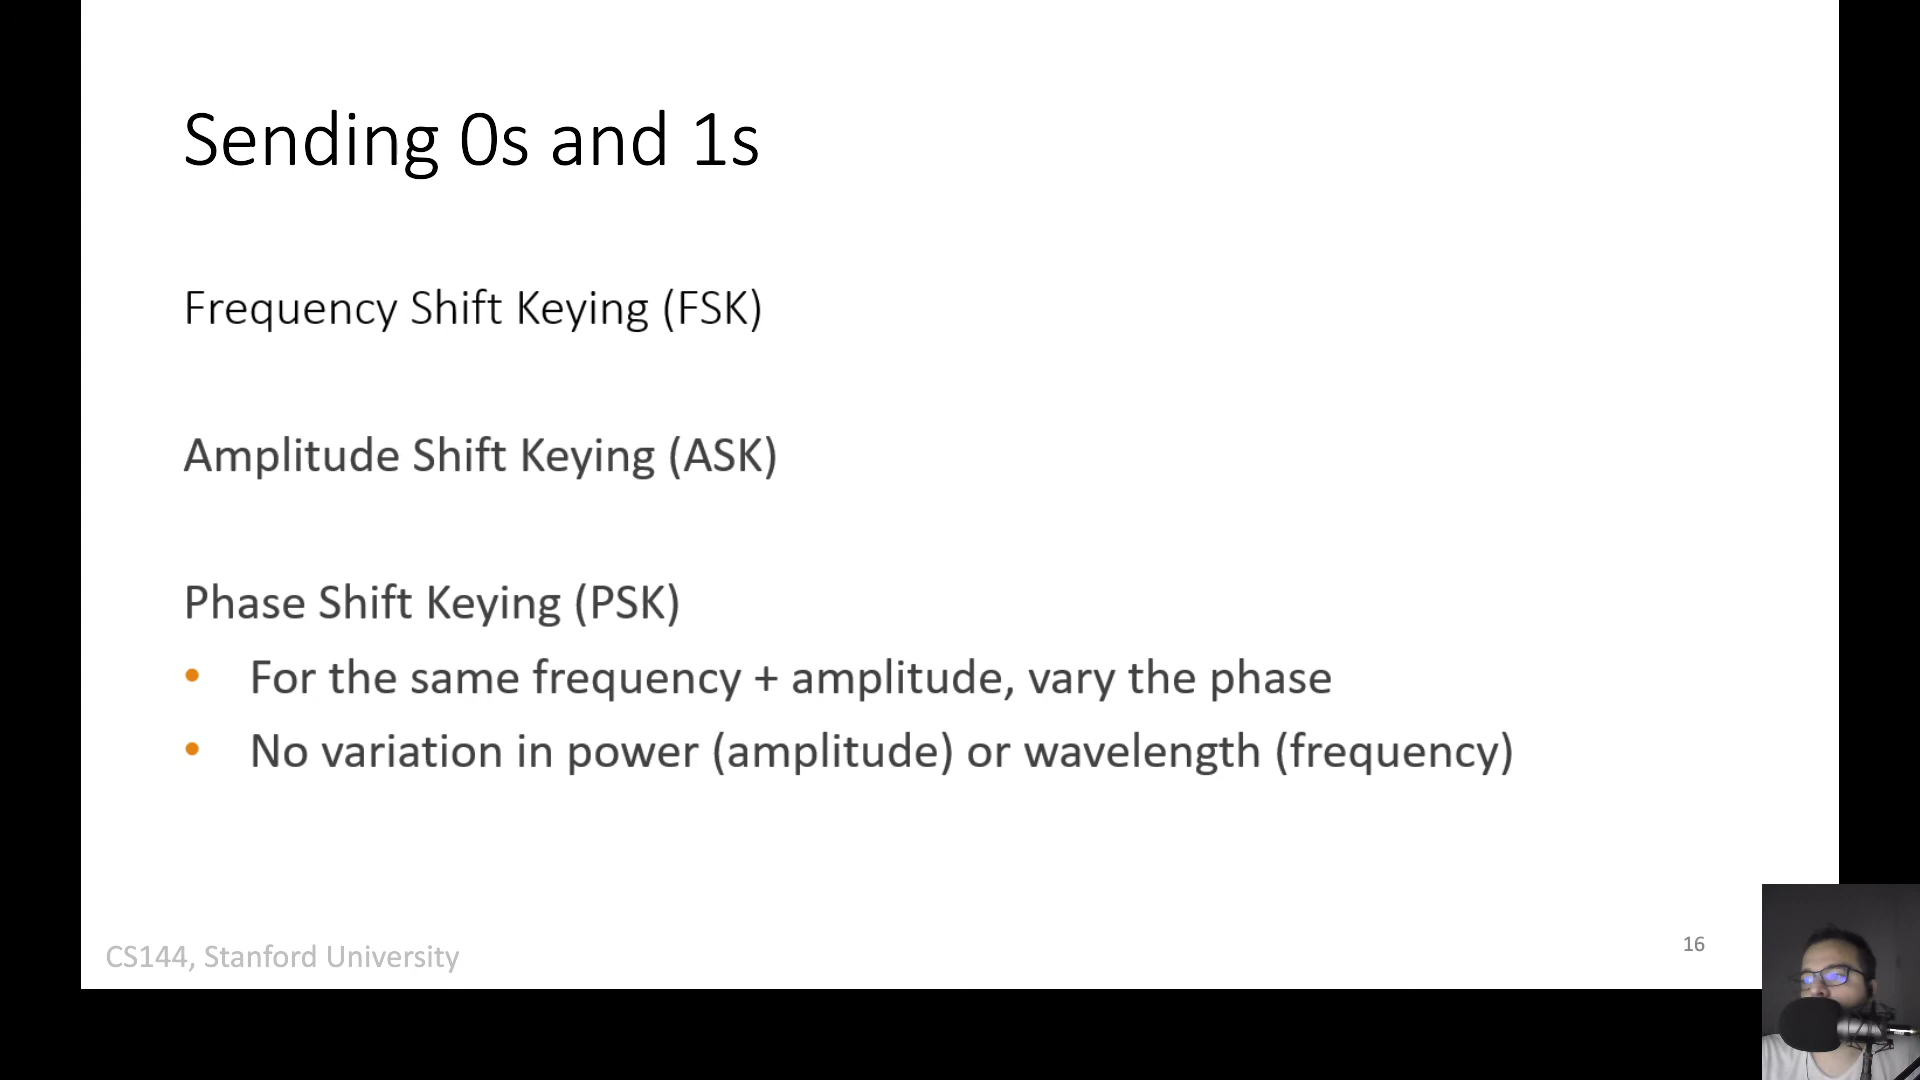 Sending 0s and 1s
Frequency Shift Keying (FSK)
Amplitude Shift Keying (ASK)
Phase Shift Keying (PSK)
• For the same frequency + amplitude, vary the phase
• No variation in power (amplitude) or wavelength (frequency)
CS144, Stanford University
16